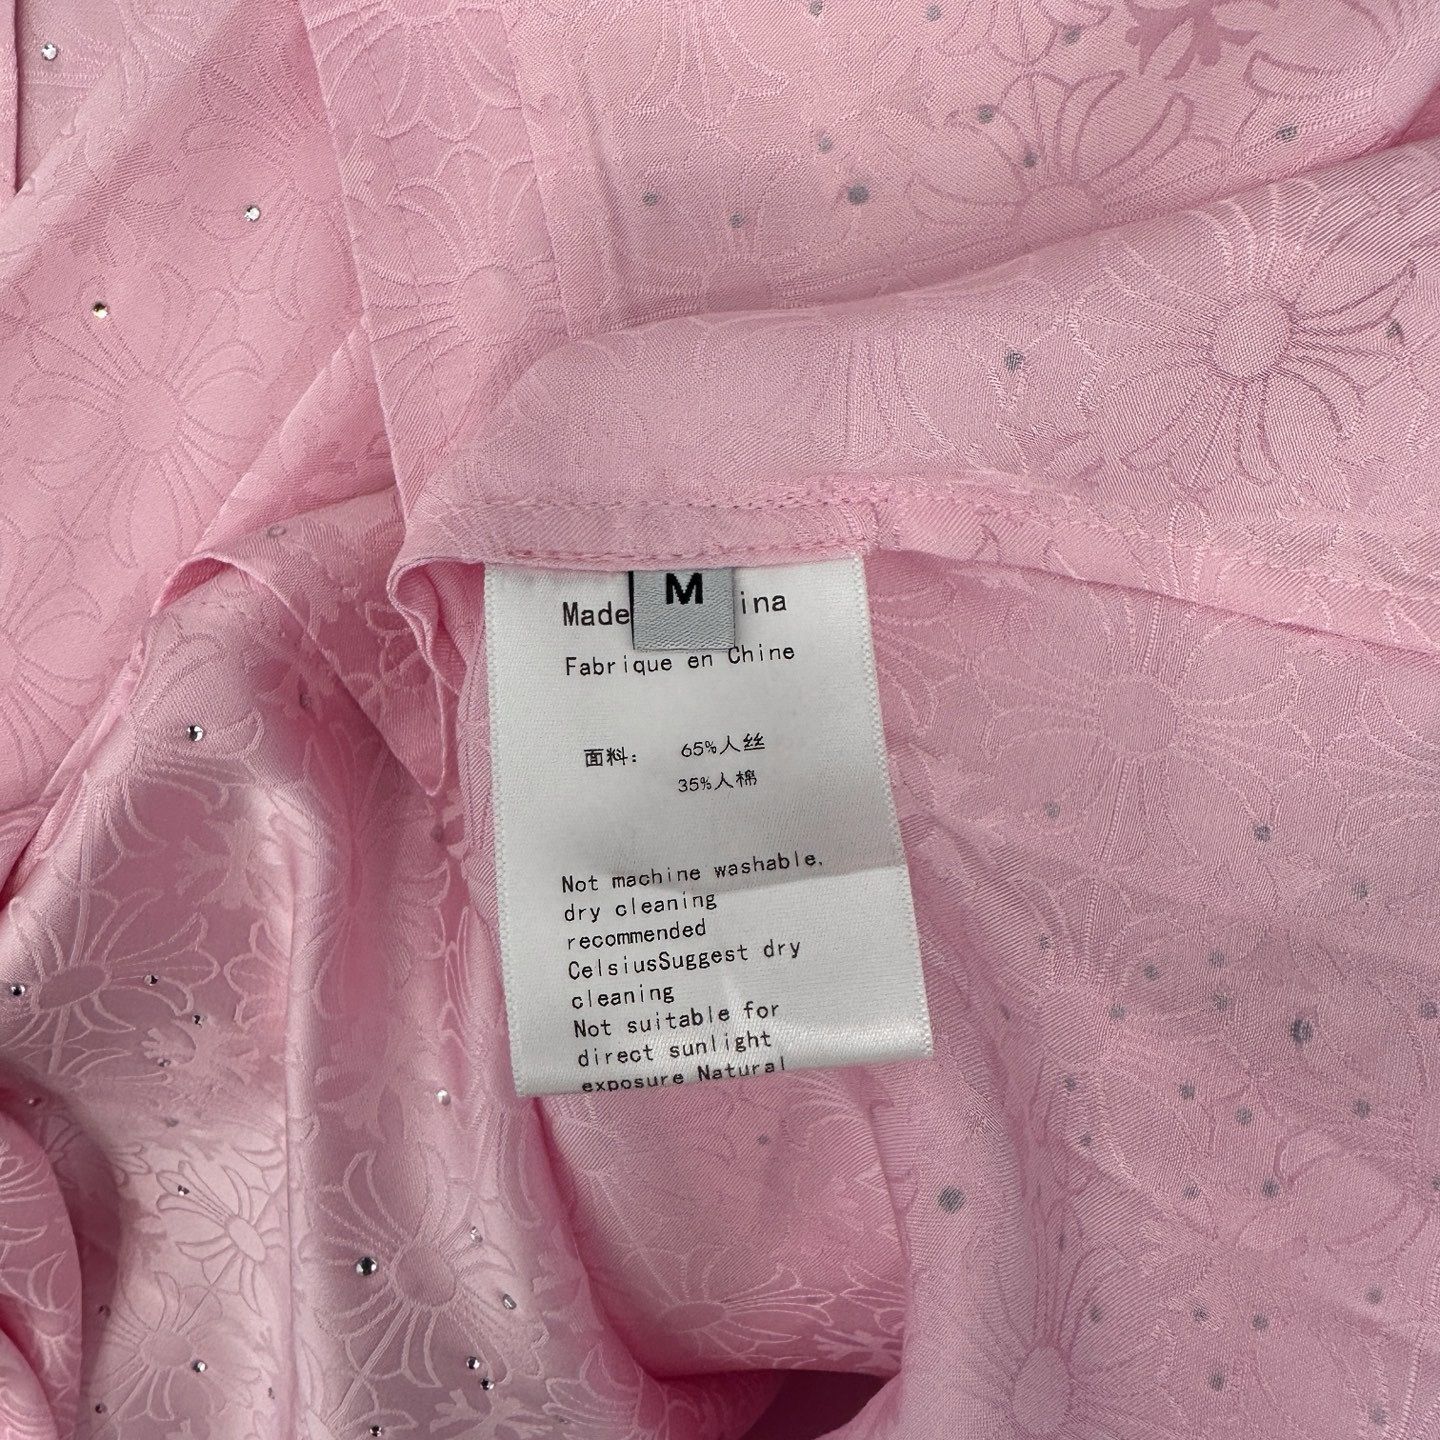 M
Made ina
Fabrique en Chine
面料: 65%人丝
35%人棉
Not machine washable,
dry cleaning
recommended
CelsiusSuggest dry
cleaning
Not suitable for
direct sunlight
exposure Natural